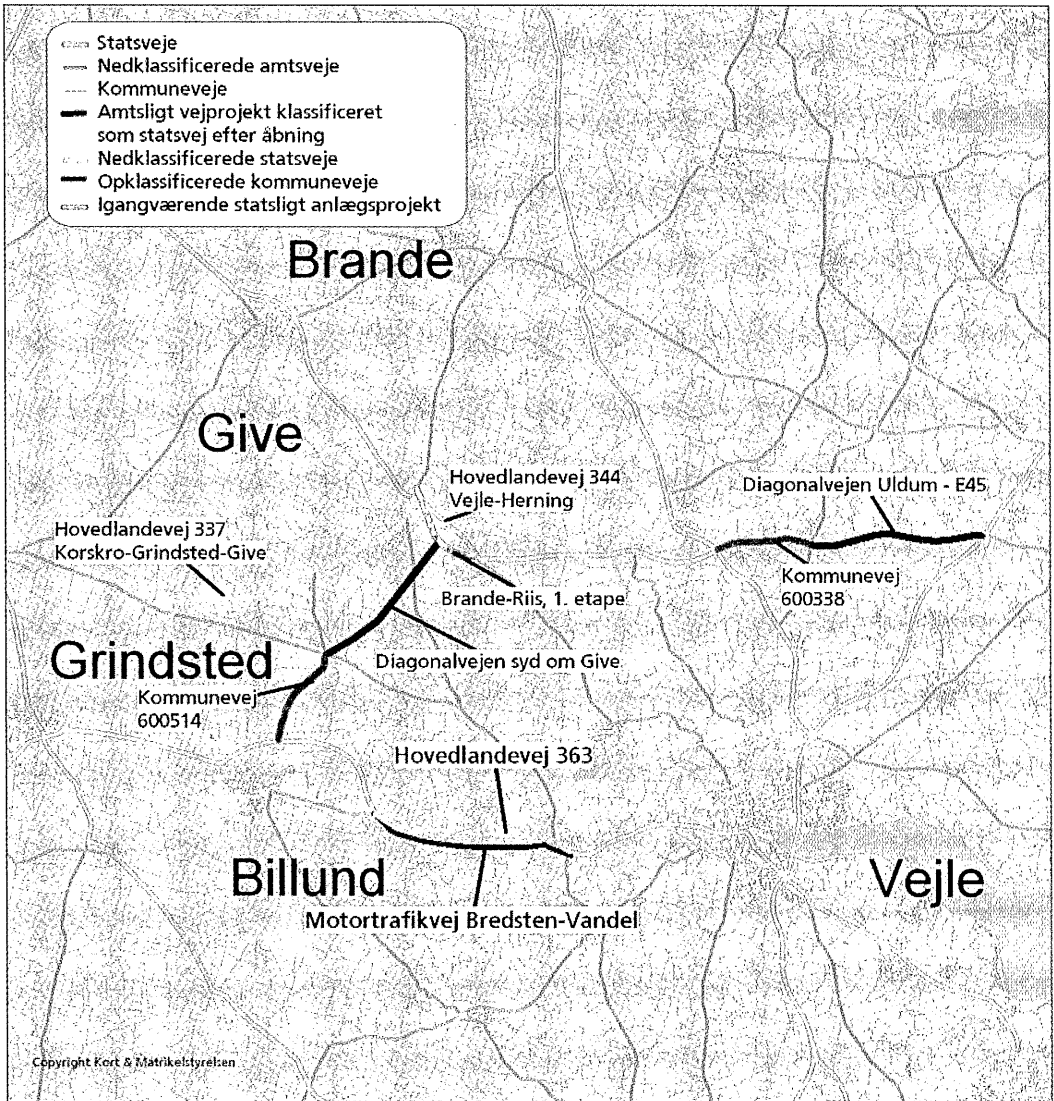 Statsveje
Nedklassificerede amtsveje
Kommuneveje
Amtsligt vejprojekt klassificeret
som statsvej efter åbning
Nedklassificerede statsveje
Opklassificerede kommuneveje
Igangværende statsligt anlægsprojekt
Brande
Give
Hovedlandevej 344
Vejle-Herning
Diagonalvejen Uldum - E45
Hovedlandevej 337
Korskro-Grindsted-Give
Kommunevej
600338
Brande-Riis, 1. etape
Grindsted
Diagonalvejen syd om Give
Kommunevej
600514
Hovedlandevej 363
Billund
Vejle
Motortrafikvej Bredsten-Vandel
Copyright Kort & Matrikelstyrelsen